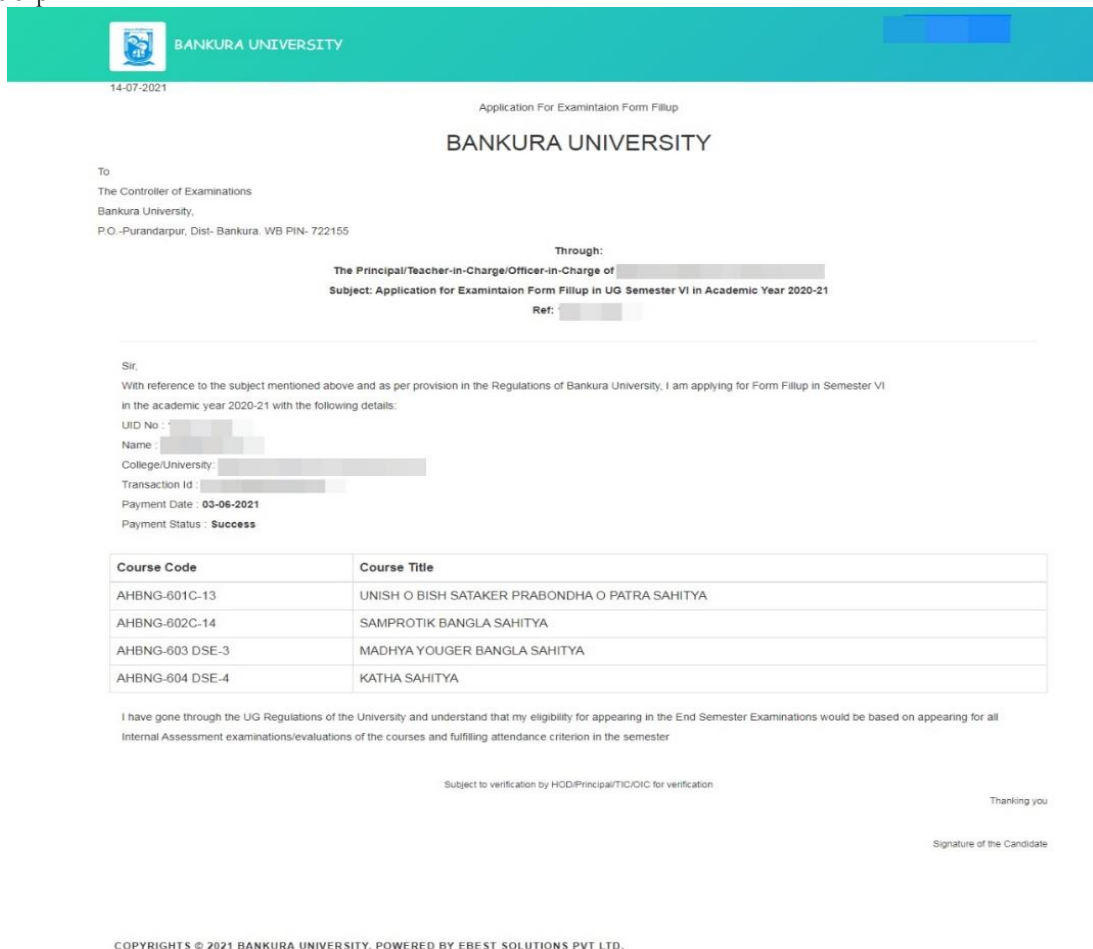 BANKURA UNIVERSITY
14-07-2021
Application For Examintaion Form Fillup
BANKURA UNIVERSITY
To
The Controller of Examinations
Bankura University,
P.O.-Purandarpur, Dist- Bankura. WB PIN- 722155
Through:
The Principal/Teacher-in-Charge/Officer-in-Charge of
Subject: Application for Examintaion Form Fillup in UG Semester VI in Academic Year 2020-21
Ref:
Sir,
With reference to the subject mentioned above and as per provision in the Regulations of Bankura University, I am applying for Form Fillup in Semester VI
in the academic year 2020-21 with the following details:
UID No :
Name :
College/University:
Transaction Id :
Payment Date : 03-06-2021
Payment Status : Success
Course Code Course Title
AHBNG-601C-13 UNISH O BISH SATAKER PRABONDHA O PATRA SAHITYA
AHBNG-602C-14 SAMPROTIK BANGLA SAHITYA
AHBNG-603 DSE-3 MADHYA YOUGER BANGLA SAHITYA
AHBNG-604 DSE-4 KATHA SAHITYA
I have gone through the UG Regulations of the University and understand that my eligibility for appearing in the End Semester Examinations would be based on appearing for all
Internal Assessment examinations/evaluations of the courses and fulfilling attendance criterion in the semester
Subject to verification by HOD/Principal/TIC/OIC for verification
Thanking you
Signature of the Candidate
COPYRIGHTS © 2021 BANKURA UNIVERSITY. POWERED BY EBEST SOLUTIONS PVT LTD.